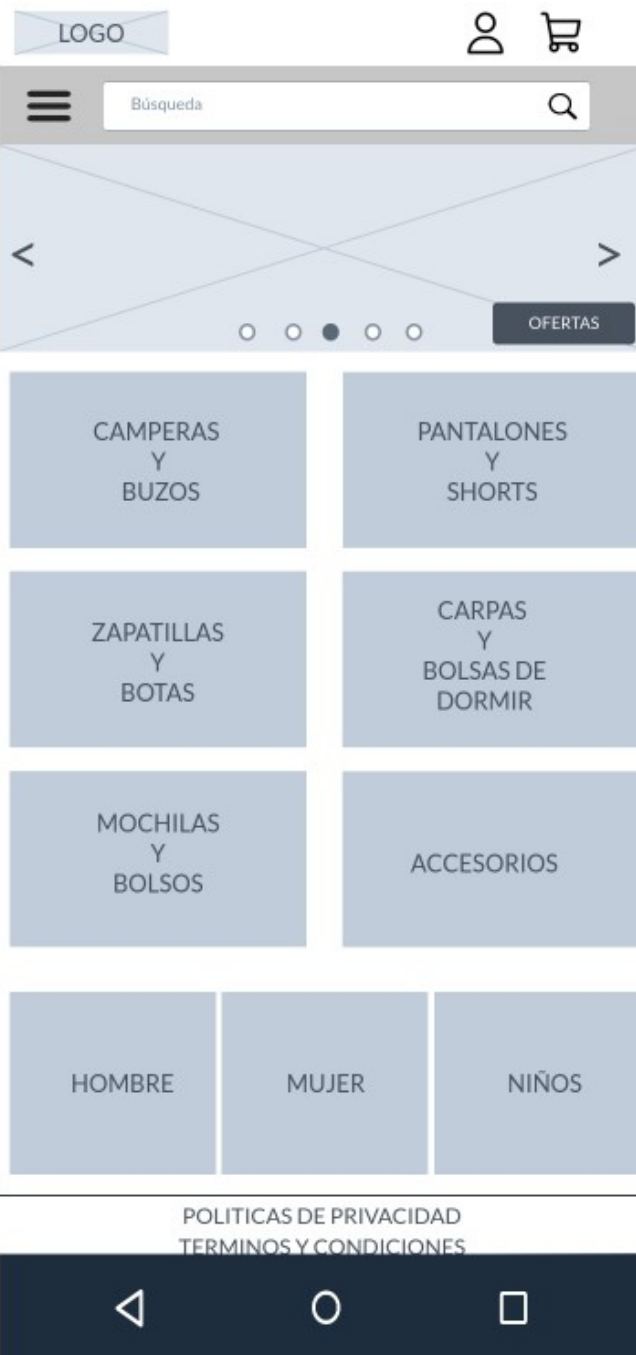 LOGO
Búsqueda
<
>
OFERTAS
CAMPERAS
Y
BUZOS
PANTALONES
Y
SHORTS
ZAPATILLAS
Y
BOTAS
CARPAS
Y
BOLSAS DE
DORMIR
MOCHILAS
Y
BOLSOS
ACCESORIOS
HOMBRE
MUJER
NIÑOS
POLITICAS DE PRIVACIDAD
TERMINOS Y CONDICIONES